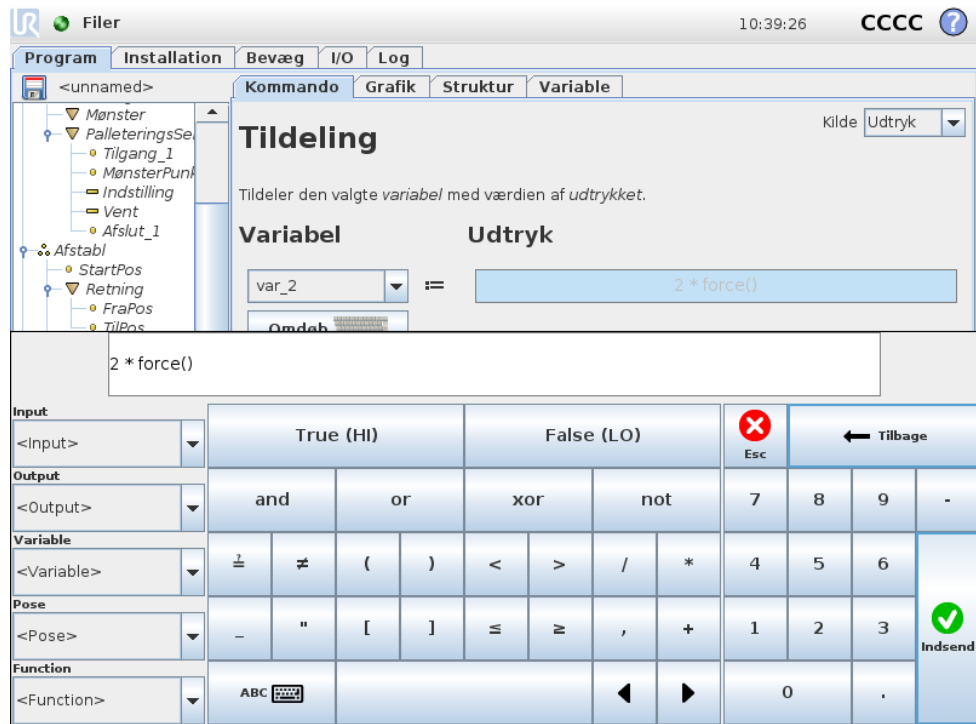 UR Filer 10:39:26 CCCC ?
Program Installation Bevæg I/O Log
<unnamed> Kommando Grafik Struktur Variable
Mønster
PalleteringsSe
Tilgang_1
MønsterPunk
Indstilling
Vent
Afslut_1
Afstabl
StartPos
Retning
FraPos
TilPos
Tildeling
Kilde Udtryk
Tildeler den valgte variabel med værdien af udtrykket.
Variabel Udtryk
var_2 := 2 * force()
Omdøb
2 * force()
Input
<Input>
Output
<Output>
Variable
<Variable>
Pose
<Pose>
Function
<Function>
True (HI) False (LO) Esc Tilbage
and or xor not 7 8 9 -
≟ ≠ ( ) < > / * 4 5 6
_ " [ ] ≤ ≥ , + 1 2 3 Indsend
ABC 0 .